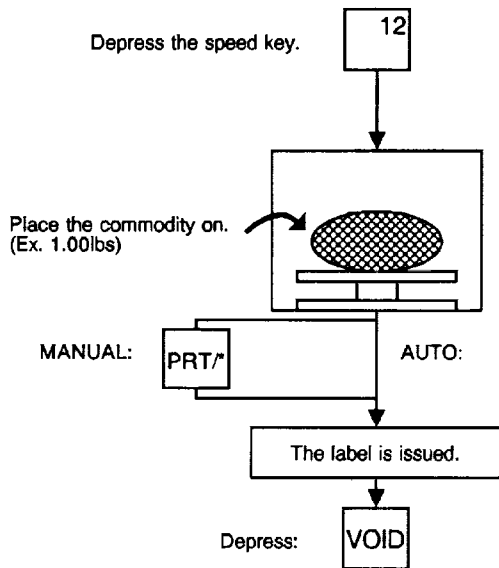 Depress the speed key.
12
Place the commodity on.
(Ex. 1.00lbs)
MANUAL:
PRT/*
AUTO:
The label is issued.
Depress:
VOID